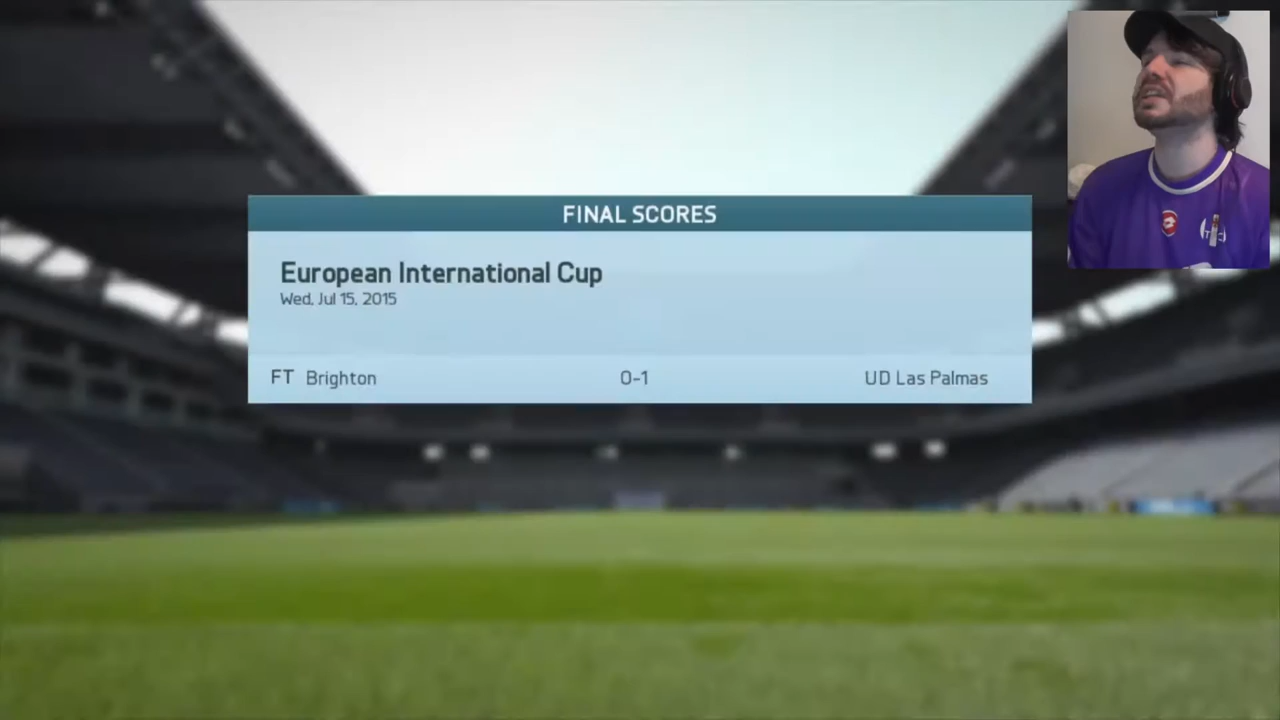 FINAL SCORES
European International Cup
Wed, Jul 15, 2015
FT Brighton 0-1 UD Las Palmas